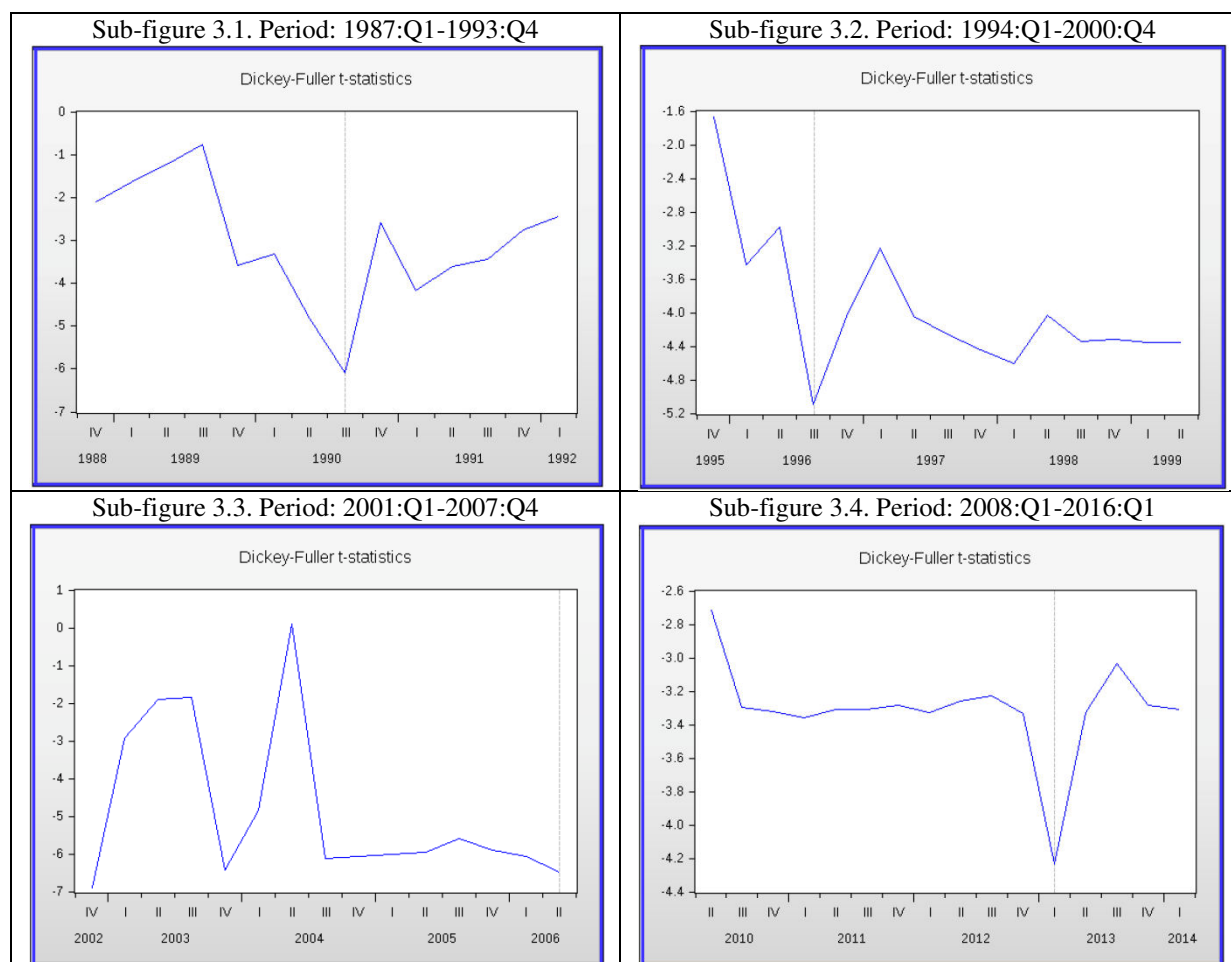 Sub-figure 3.1. Period: 1987:Q1-1993:Q4
Dickey-Fuller t-statistics
0
-1
-2
-3
-4
-5
-6
-7
IV I II III IV I II III IV I II III IV I
1988 1989 1990 1991 1992
Sub-figure 3.2. Period: 1994:Q1-2000:Q4
Dickey-Fuller t-statistics
-1.6
-2.0
-2.4
-2.8
-3.2
-3.6
-4.0
-4.4
-4.8
-5.2
IV I II III IV I II III IV I II III IV I II
1995 1996 1997 1998 1999
Sub-figure 3.3. Period: 2001:Q1-2007:Q4
Dickey-Fuller t-statistics
1
0
-1
-2
-3
-4
-5
-6
-7
IV I II III IV I II III IV I II III IV I II
2002 2003 2004 2005 2006
Sub-figure 3.4. Period: 2008:Q1-2016:Q1
Dickey-Fuller t-statistics
-2.6
-2.8
-3.0
-3.2
-3.4
-3.6
-3.8
-4.0
-4.2
-4.4
II III IV I II III IV I II III IV I II III IV I
2010 2011 2012 2013 2014